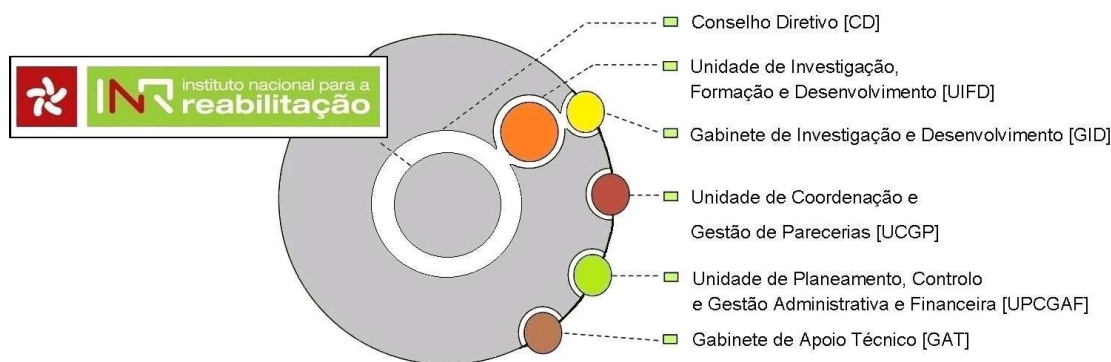 INR instituto nacional para a
reabilitação
Conselho Diretivo [CD]
Unidade de Investigação,
Formação e Desenvolvimento [UIFD]
Gabinete de Investigação e Desenvolvimento [GID]
Unidade de Coordenação e
Gestão de Parecerias [UCGP]
Unidade de Planeamento, Controlo
e Gestão Administrativa e Financeira [UPCGAF]
Gabinete de Apoio Técnico [GAT]